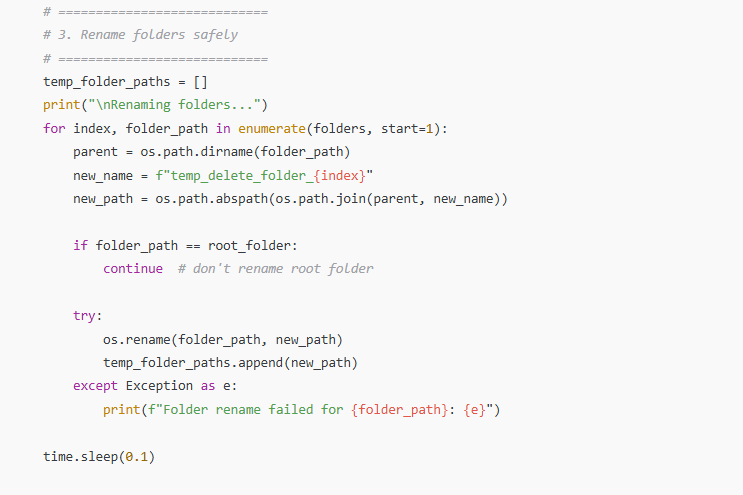 # ============================
# 3. Rename folders safely
# ============================
temp_folder_paths = []
print("\nRenaming folders...")
for index, folder_path in enumerate(folders, start=1):
    parent = os.path.dirname(folder_path)
    new_name = f"temp_delete_folder_{index}"
    new_path = os.path.abspath(os.path.join(parent, new_name))

    if folder_path == root_folder:
        continue  # don't rename root folder

    try:
        os.rename(folder_path, new_path)
        temp_folder_paths.append(new_path)
    except Exception as e:
        print(f"Folder rename failed for {folder_path}: {e}")

time.sleep(0.1)